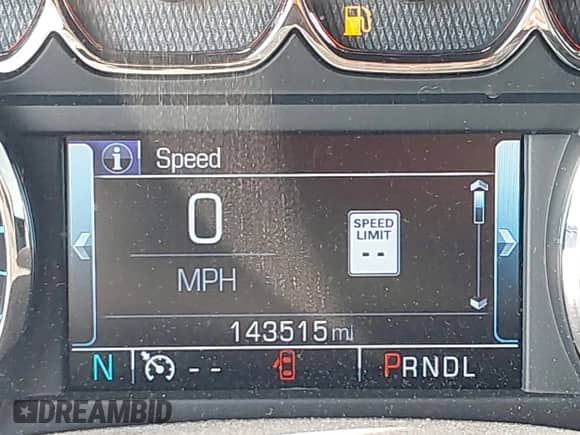 Speed
0
MPH
SPEED
LIMIT
--
143515 mi
N -- PRNDL
DREAMBID